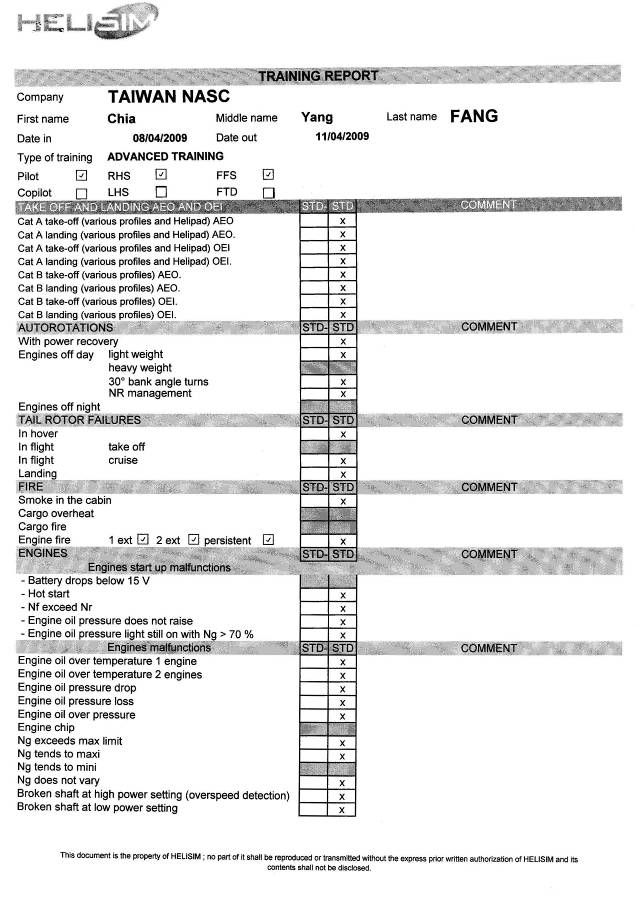 HELISIM
TRAINING REPORT
Company TAIWAN NASC
First name Chia Middle name Yang Last name FANG
Date in 08/04/2009 Date out 11/04/2009
Type of training ADVANCED TRAINING
Pilot ✓ RHS ✓ FFS ✓
Copilot LHS FTD
TAKE OFF AND LANDING AEO AND OEI STD- STD COMMENT
Cat A take-off (various profiles and Helipad) AEO x
Cat A landing (various profiles and Helipad) AEO. x
Cat A take-off (various profiles and Helipad) OEI x
Cat A landing (various profiles and Helipad) OEI. x
Cat B take-off (various profiles) AEO. x
Cat B landing (various profiles) AEO. x
Cat B take-off (various profiles) OEI. x
Cat B landing (various profiles) OEI. x
AUTOROTATIONS STD- STD COMMENT
With power recovery x
Engines off day light weight x
heavy weight
30° bank angle turns x
NR management x
Engines off night
TAIL ROTOR FAILURES STD- STD COMMENT
In hover x
In flight take off
In flight cruise x
Landing x
FIRE STD- STD COMMENT
Smoke in the cabin x
Cargo overheat
Cargo fire
Engine fire 1 ext ✓ 2 ext ✓ persistent ✓ x
ENGINES STD- STD COMMENT
Engines start up malfunctions
- Battery drops below 15 V
- Hot start x
- Nf exceed Nr x
- Engine oil pressure does not raise x
- Engine oil pressure light still on with Ng > 70 % x
Engines malfunctions STD- STD COMMENT
Engine oil over temperature 1 engine x
Engine oil over temperature 2 engines x
Engine oil pressure drop x
Engine oil pressure loss x
Engine oil over pressure x
Engine chip
Ng exceeds max limit x
Ng tends to maxi x
Ng tends to mini
Ng does not vary x
Broken shaft at high power setting (overspeed detection) x
Broken shaft at low power setting x
This document is the property of HELISIM ; no part of it shall be reproduced or transmitted without the express prior written authorization of HELISIM and its
contents shall not be disclosed.